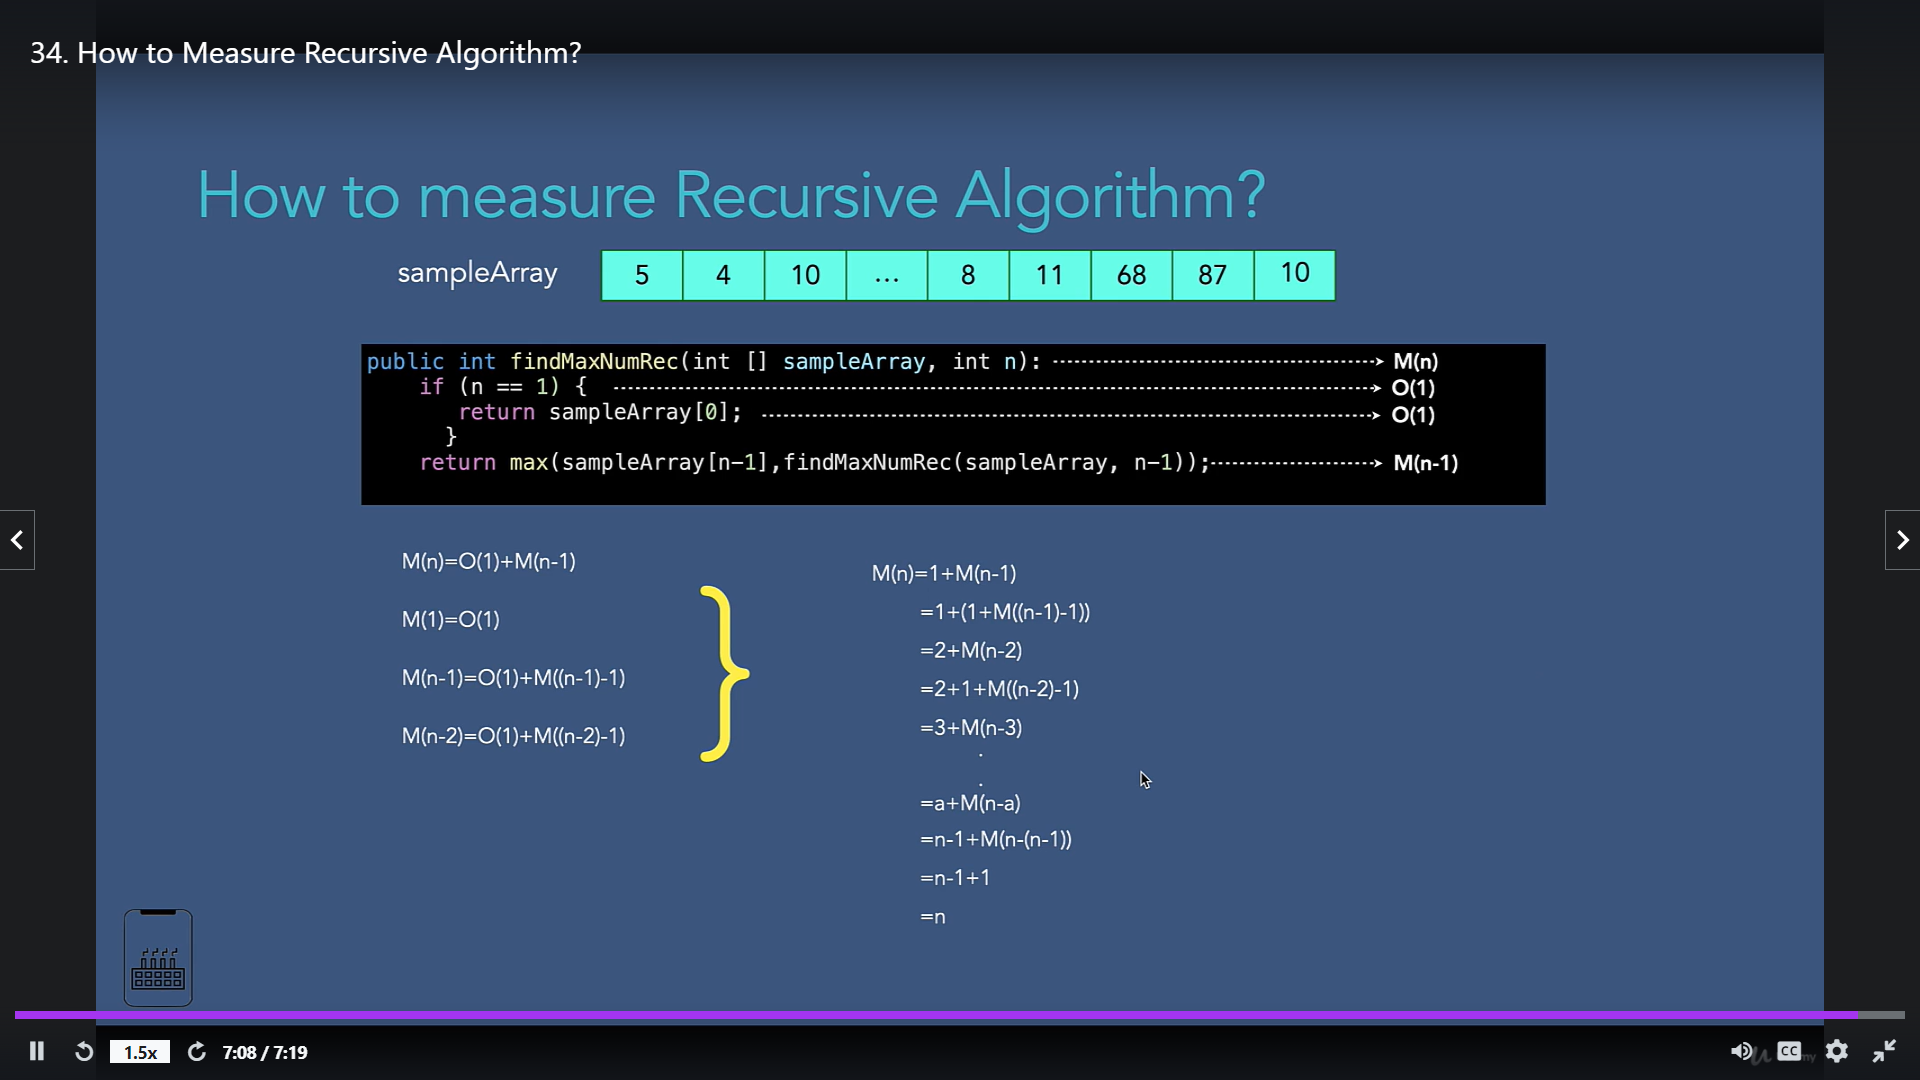 34. How to Measure Recursive Algorithm?
How to measure Recursive Algorithm?
sampleArray 5 4 10 ... 8 11 68 87 10
public int findMaxNumRec(int [] sampleArray, int n): M(n)
if (n == 1) { O(1)
return sampleArray[0]; O(1)
}
return max(sampleArray[n-1],findMaxNumRec(sampleArray, n-1)); M(n-1)
M(n)=O(1)+M(n-1)
M(1)=O(1)
M(n-1)=O(1)+M((n-1)-1)
M(n-2)=O(1)+M((n-2)-1)
M(n)=1+M(n-1)
=1+(1+M((n-1)-1))
=2+M(n-2)
=2+1+M((n-2)-1)
=3+M(n-3)
.
.
=a+M(n-a)
=n-1+M(n-(n-1))
=n-1+1
=n
1.5x 7:08 / 7:19 CC